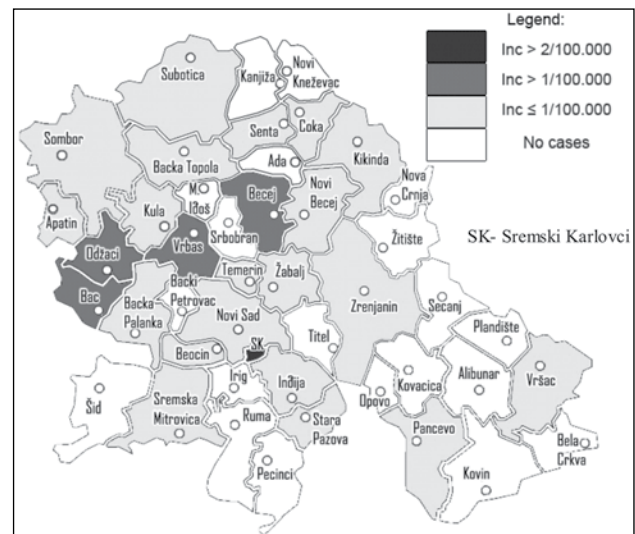 Legend:
Inc > 2/100.000
Inc > 1/100.000
Inc ≤ 1/100.000
No cases
SK- Sremski Karlovci
Subotica
Kanjiža
Novi
Kneževac
Sombor
Senta
Coka
Backa Topola
Ada
Kikinda
Apatin
Kula
M.
Iđoš
Becej
Novi
Becej
Nova
Crnja
Odžaci
Vrbas
Srbobran
Žitište
Temerin
Žabalj
Bac
Backa
Palanka
Backi
Petrovac
Novi Sad
Zrenjanin
Secanj
Titel
Plandište
Beocin
SK
Irig
Inđija
Opovo
Kovacica
Alibunar
Vršac
Šid
Sremska
Mitrovica
Ruma
Stara
Pazova
Pancevo
Bela
Crkva
Pecinci
Kovin